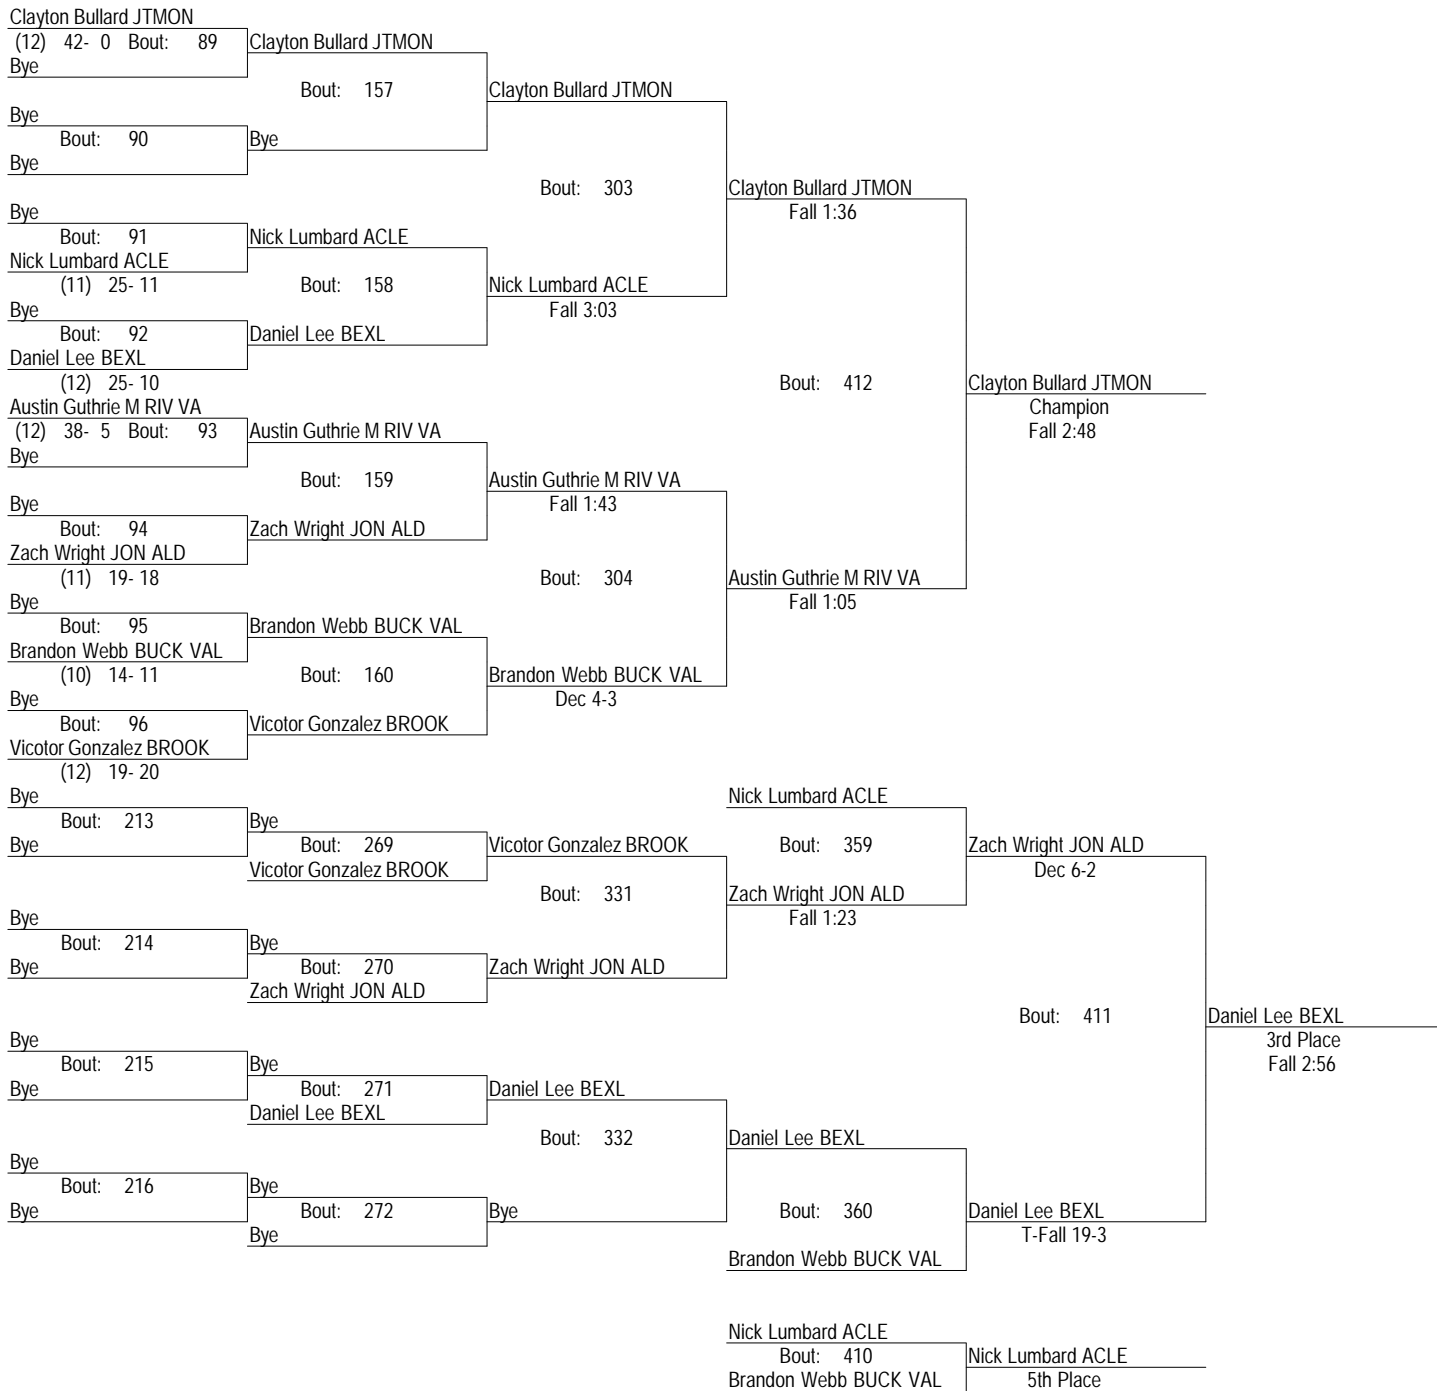 Clayton Bullard JTMON
(12) 42- 0 Bout: 89 Clayton Bullard JTMON
Bye
Bout: 157 Clayton Bullard JTMON
Bye
Bout: 90 Bye
Bye
Bout: 303 Clayton Bullard JTMON
Bye Fall 1:36
Bout: 91 Nick Lumbard ACLE
Nick Lumbard ACLE
(11) 25- 11 Bout: 158 Nick Lumbard ACLE
Bye Fall 3:03
Bout: 92 Daniel Lee BEXL
Daniel Lee BEXL
(12) 25- 10 Bout: 412 Clayton Bullard JTMON
Austin Guthrie M RIV VA Champion
(12) 38- 5 Bout: 93 Austin Guthrie M RIV VA Fall 2:48
Bye
Bout: 159 Austin Guthrie M RIV VA
Bye Fall 1:43
Bout: 94 Zach Wright JON ALD
Zach Wright JON ALD
(11) 19- 18 Bout: 304 Austin Guthrie M RIV VA
Bye Fall 1:05
Bout: 95 Brandon Webb BUCK VAL
Brandon Webb BUCK VAL
(10) 14- 11 Bout: 160 Brandon Webb BUCK VAL
Bye Dec 4-3
Bout: 96 Vicotor Gonzalez BROOK
Vicotor Gonzalez BROOK
(12) 19- 20
Bye Nick Lumbard ACLE
Bout: 213 Bye
Bye Bout: 269 Vicotor Gonzalez BROOK Bout: 359 Zach Wright JON ALD
Vicotor Gonzalez BROOK Dec 6-2
Bout: 331 Zach Wright JON ALD
Bye Fall 1:23
Bout: 214 Bye
Bye Bout: 270 Zach Wright JON ALD
Zach Wright JON ALD
Bout: 411 Daniel Lee BEXL
Bye 3rd Place
Bout: 215 Bye Fall 2:56
Bye Bout: 271 Daniel Lee BEXL
Daniel Lee BEXL
Bout: 332 Daniel Lee BEXL
Bye
Bout: 216 Bye
Bye Bout: 272 Bye Bout: 360 Daniel Lee BEXL
Bye T-Fall 19-3
Brandon Webb BUCK VAL
Nick Lumbard ACLE
Bout: 410 Nick Lumbard ACLE
Brandon Webb BUCK VAL 5th Place